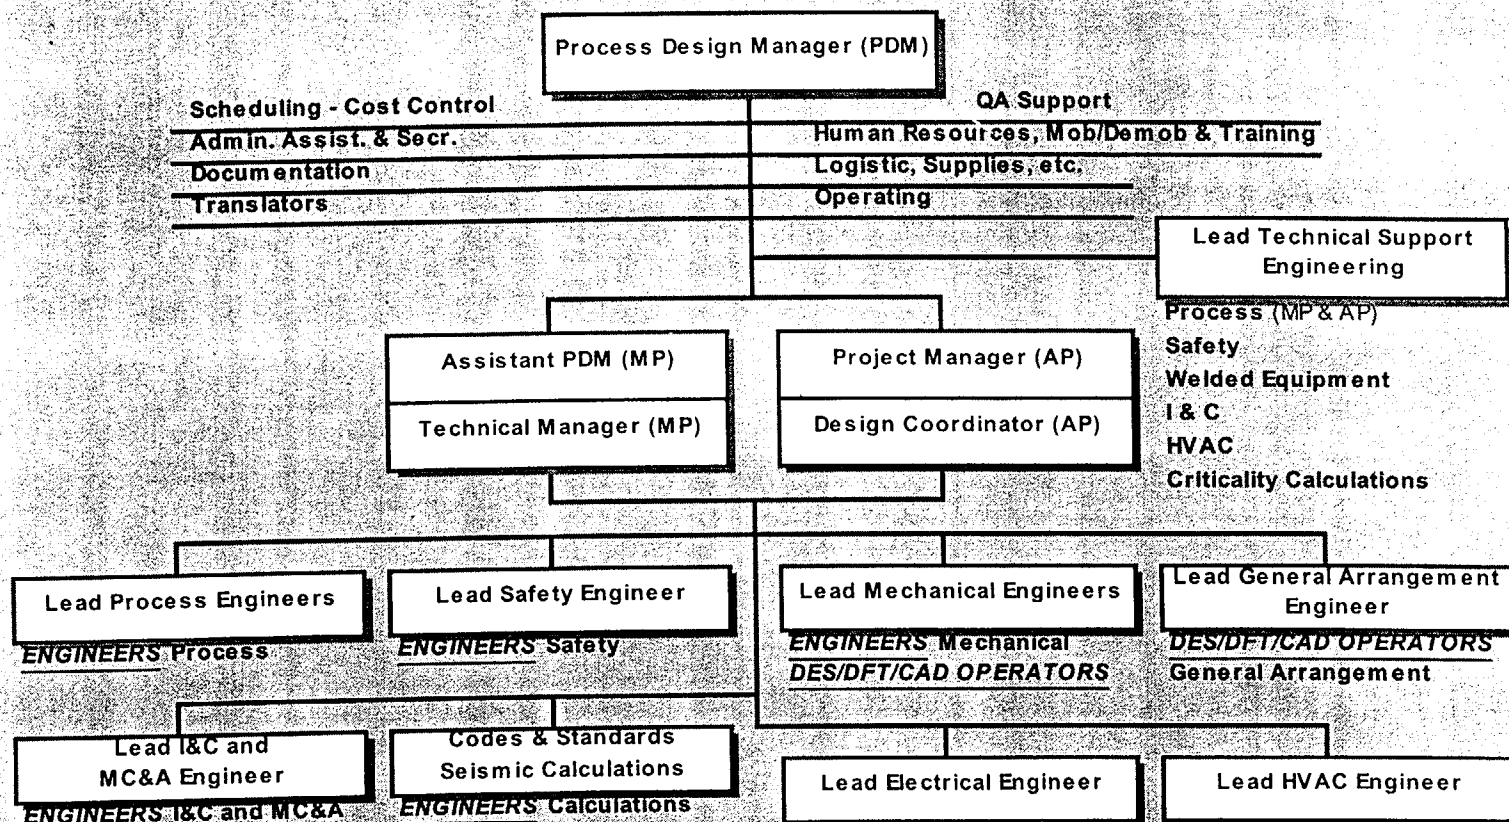 Process Design Manager (PDM)
Scheduling - Cost Control
Admin. Assist. & Secr.
Documentation
Translators
QA Support
Human Resources, Mob/Demob & Training
Logistic, Supplies, etc.
Operating
Lead Technical Support
Engineering
Process (MP & AP)
Safety
Welded Equipment
I & C
HVAC
Criticality Calculations
Assistant PDM (MP)
Technical Manager (MP)
Project Manager (AP)
Design Coordinator (AP)
Lead Process Engineers
ENGINEERS Process
Lead Safety Engineer
ENGINEERS Safety
Lead Mechanical Engineers
ENGINEERS Mechanical
DES/DFT/CAD OPERATORS
Lead General Arrangement
Engineer
DES/DFT/CAD OPERATORS
General Arrangement
Lead I&C and
MC&A Engineer
ENGINEERS I&C and MC&A
Codes & Standards
Seismic Calculations
ENGINEERS Calculations
Lead Electrical Engineer
Lead HVAC Engineer